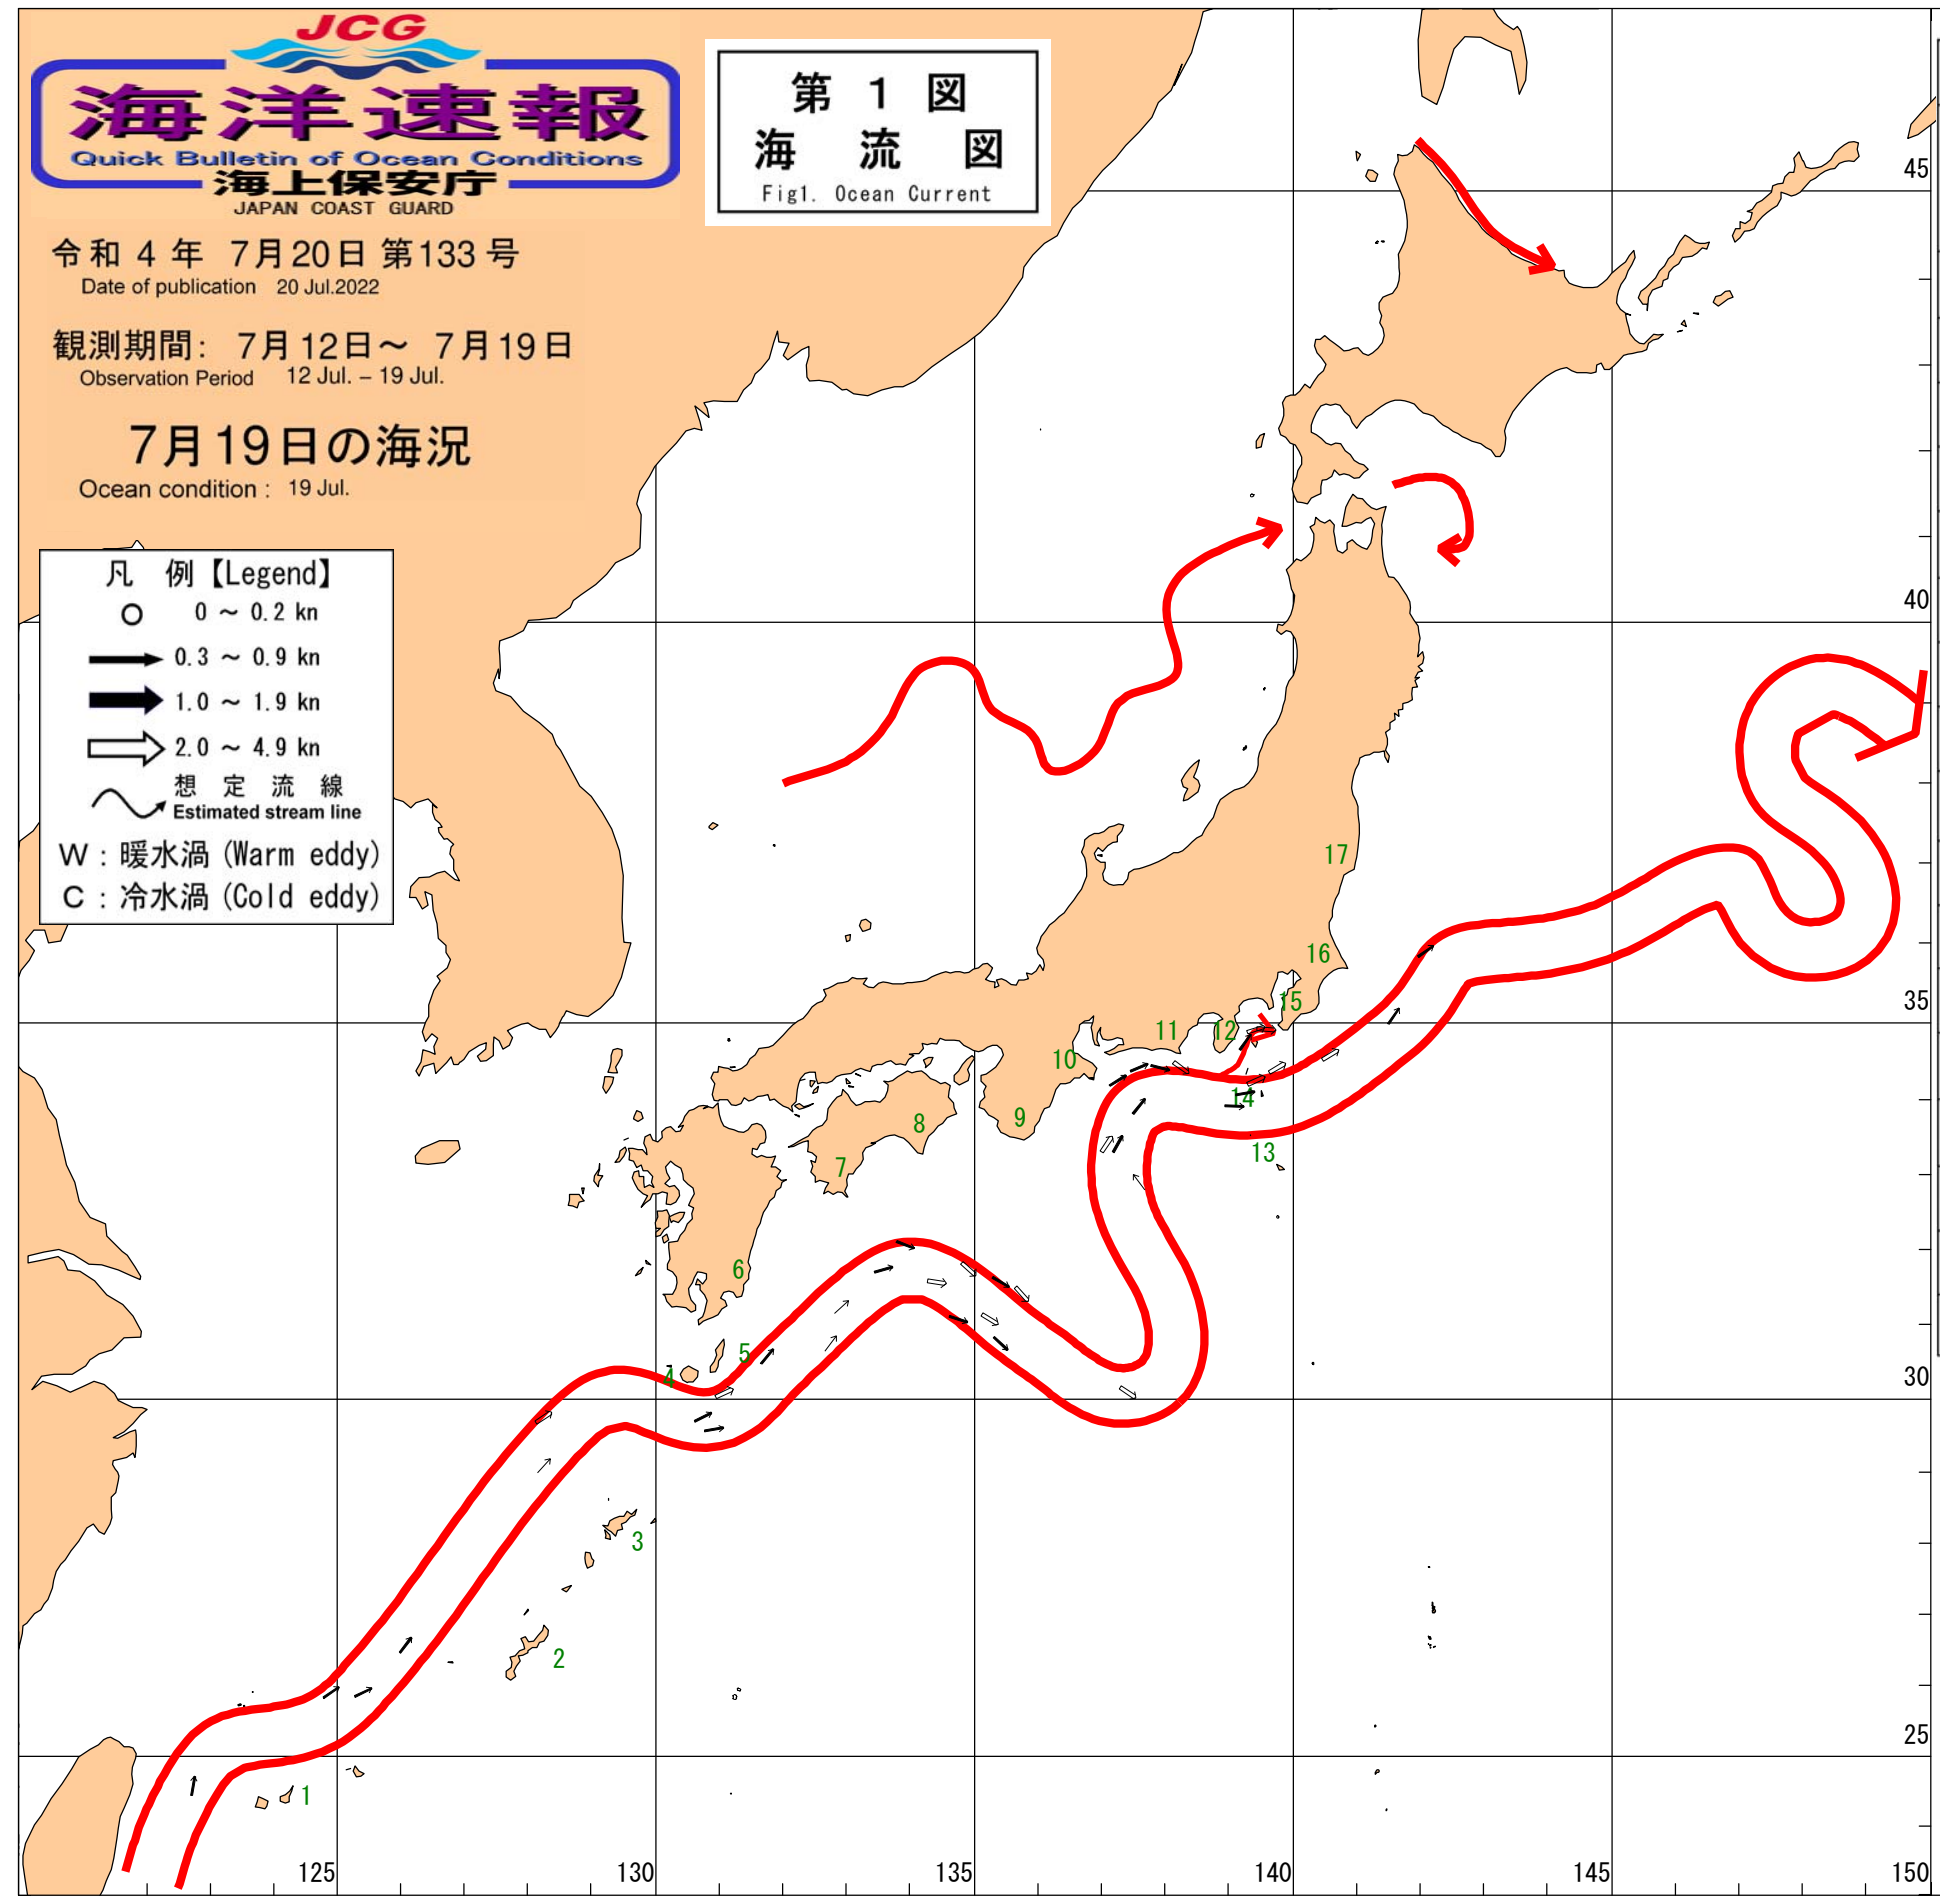 JCG
海洋速報
Quick Bulletin of Ocean Conditions
海上保安庁
JAPAN COAST GUARD
第 1 図
海 流 図
Fig1. Ocean Current
令和 4 年 7月20日 第133号
Date of publication 20 Jul.2022
観測期間: 7月12日～ 7月19日
Observation Period 12 Jul. – 19 Jul.
7月19日の海況
Ocean condition : 19 Jul.
凡 例【Legend】
0 ～ 0.2 kn
0.3 ～ 0.9 kn
1.0 ～ 1.9 kn
2.0 ～ 4.9 kn
想 定 流 線
Estimated stream line
W : 暖水渦 (Warm eddy)
C : 冷水渦 (Cold eddy)
45
40
17
16
35
15
12
11
10
14
9
8
13
7
6
5
4
30
3
2
25
1
125
130
135
140
145
150